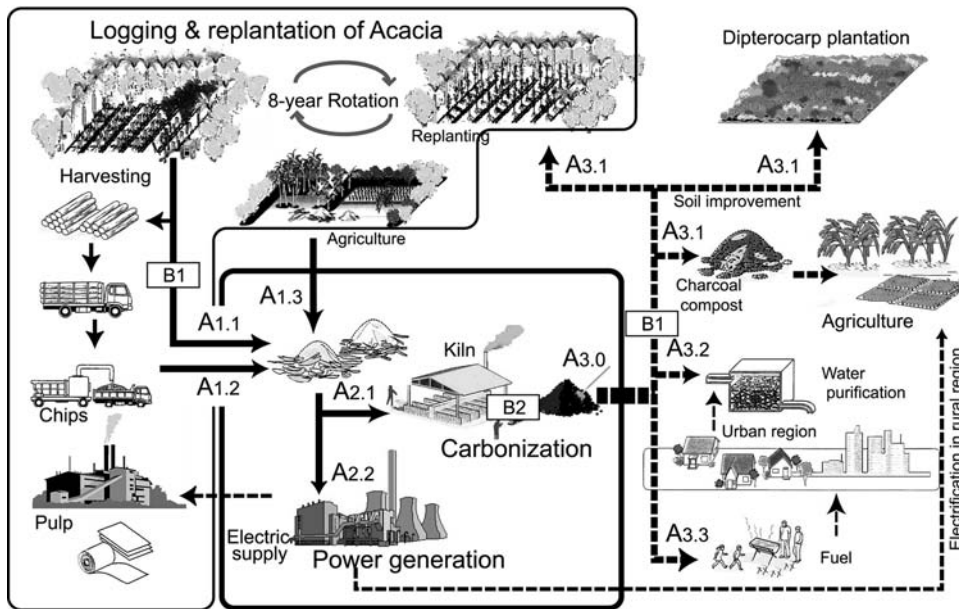 Logging & replantation of Acacia
8-year Rotation
Replanting
Harvesting
Agriculture
B1
A1.1
A1.3
A1.2
Chips
Pulp
Kiln
A2.1
B2
A3.0
Carbonization
A2.2
Electric
supply
Power generation
Dipterocarp plantation
A3.1
A3.1
Soil improvement
A3.1
Charcoal
compost
Agriculture
B1
A3.2
Water
purification
Urban region
A3.3
Fuel
Electrification in rural region